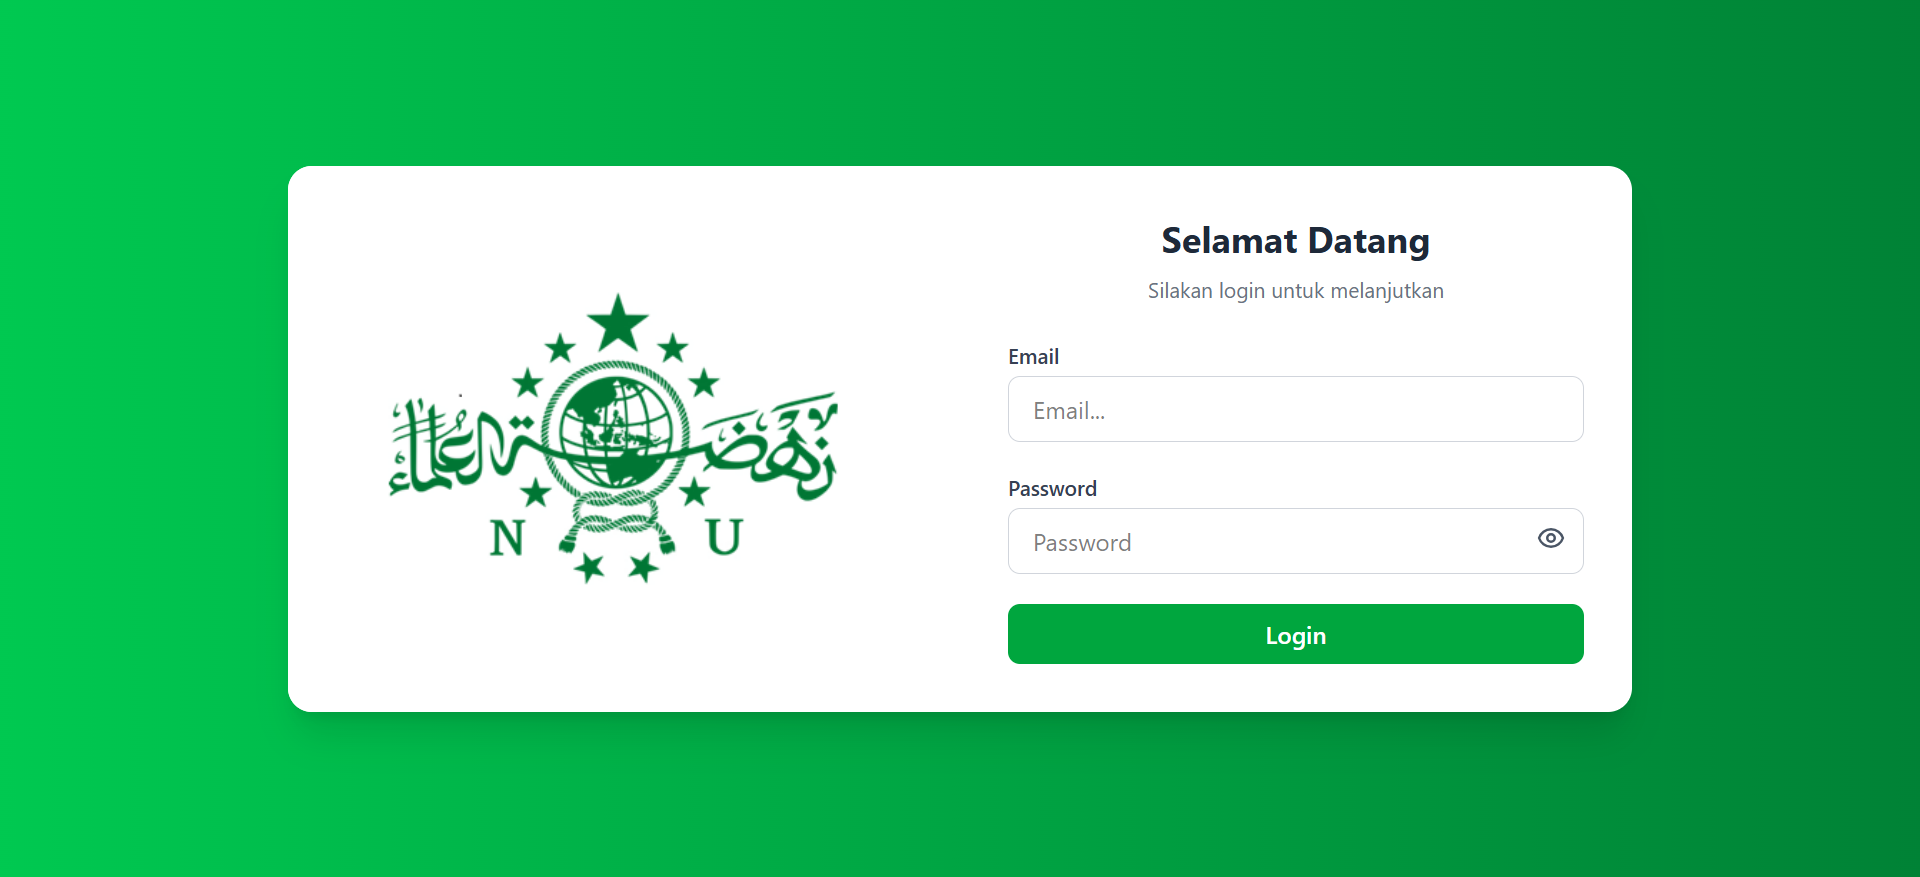 نهضة العلماء
N U
Selamat Datang
Silakan login untuk melanjutkan
Email
Email...
Password
Password
Login